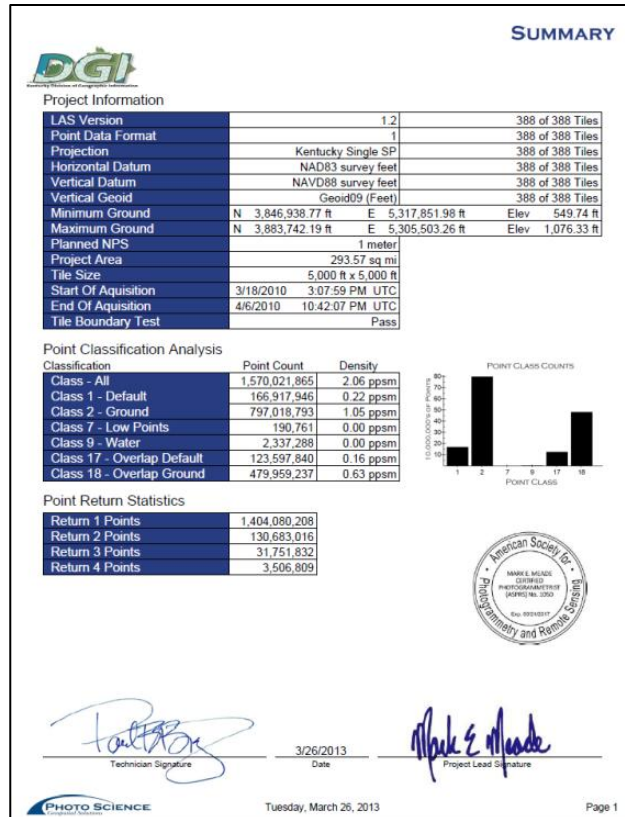 SUMMARY
DGI
Kentucky Division of Geographic Information
Project Information
LAS Version 1.2 388 of 388 Tiles
Point Data Format 1 388 of 388 Tiles
Projection Kentucky Single SP 388 of 388 Tiles
Horizontal Datum NAD83 survey feet 388 of 388 Tiles
Vertical Datum NAVD88 survey feet 388 of 388 Tiles
Vertical Geoid Geoid09 (Feet) 388 of 388 Tiles
Minimum Ground N 3,846,938.77 ft E 5,317,851.98 ft Elev 549.74 ft
Maximum Ground N 3,883,742.19 ft E 5,305,503.26 ft Elev 1,076.33 ft
Planned NPS 1 meter
Project Area 293.57 sq mi
Tile Size 5,000 ft x 5,000 ft
Start Of Aquisition 3/18/2010 3:07:59 PM UTC
End Of Aquisition 4/6/2010 10:42:07 PM UTC
Tile Boundary Test Pass
Point Classification Analysis
Classification Point Count Density
Class - All 1,570,021,865 2.06 ppsm
Class 1 - Default 166,917,946 0.22 ppsm
Class 2 - Ground 797,018,793 1.05 ppsm
Class 7 - Low Points 190,761 0.00 ppsm
Class 9 - Water 2,337,288 0.00 ppsm
Class 17 - Overlap Default 123,597,840 0.16 ppsm
Class 18 - Overlap Ground 479,959,237 0.63 ppsm
POINT CLASS COUNTS
10,000,000'S OF POINTS
80
70
60
50
40
30
20
10
1 2 7 9 17 18
POINT CLASS
Point Return Statistics
Return 1 Points 1,404,080,208
Return 2 Points 130,683,016
Return 3 Points 31,751,832
Return 4 Points 3,506,809
American Society for
Photogrammetry and Remote Sensing
MARK E. MEADE
CERTIFIED
PHOTOGRAMMETRIST
(ASPRS) No. 1050
Mark E Meade
Technician Signature
3/26/2013
Date
Project Lead Signature
PHOTO SCIENCE
Geospatial Solutions
Tuesday, March 26, 2013
Page 1